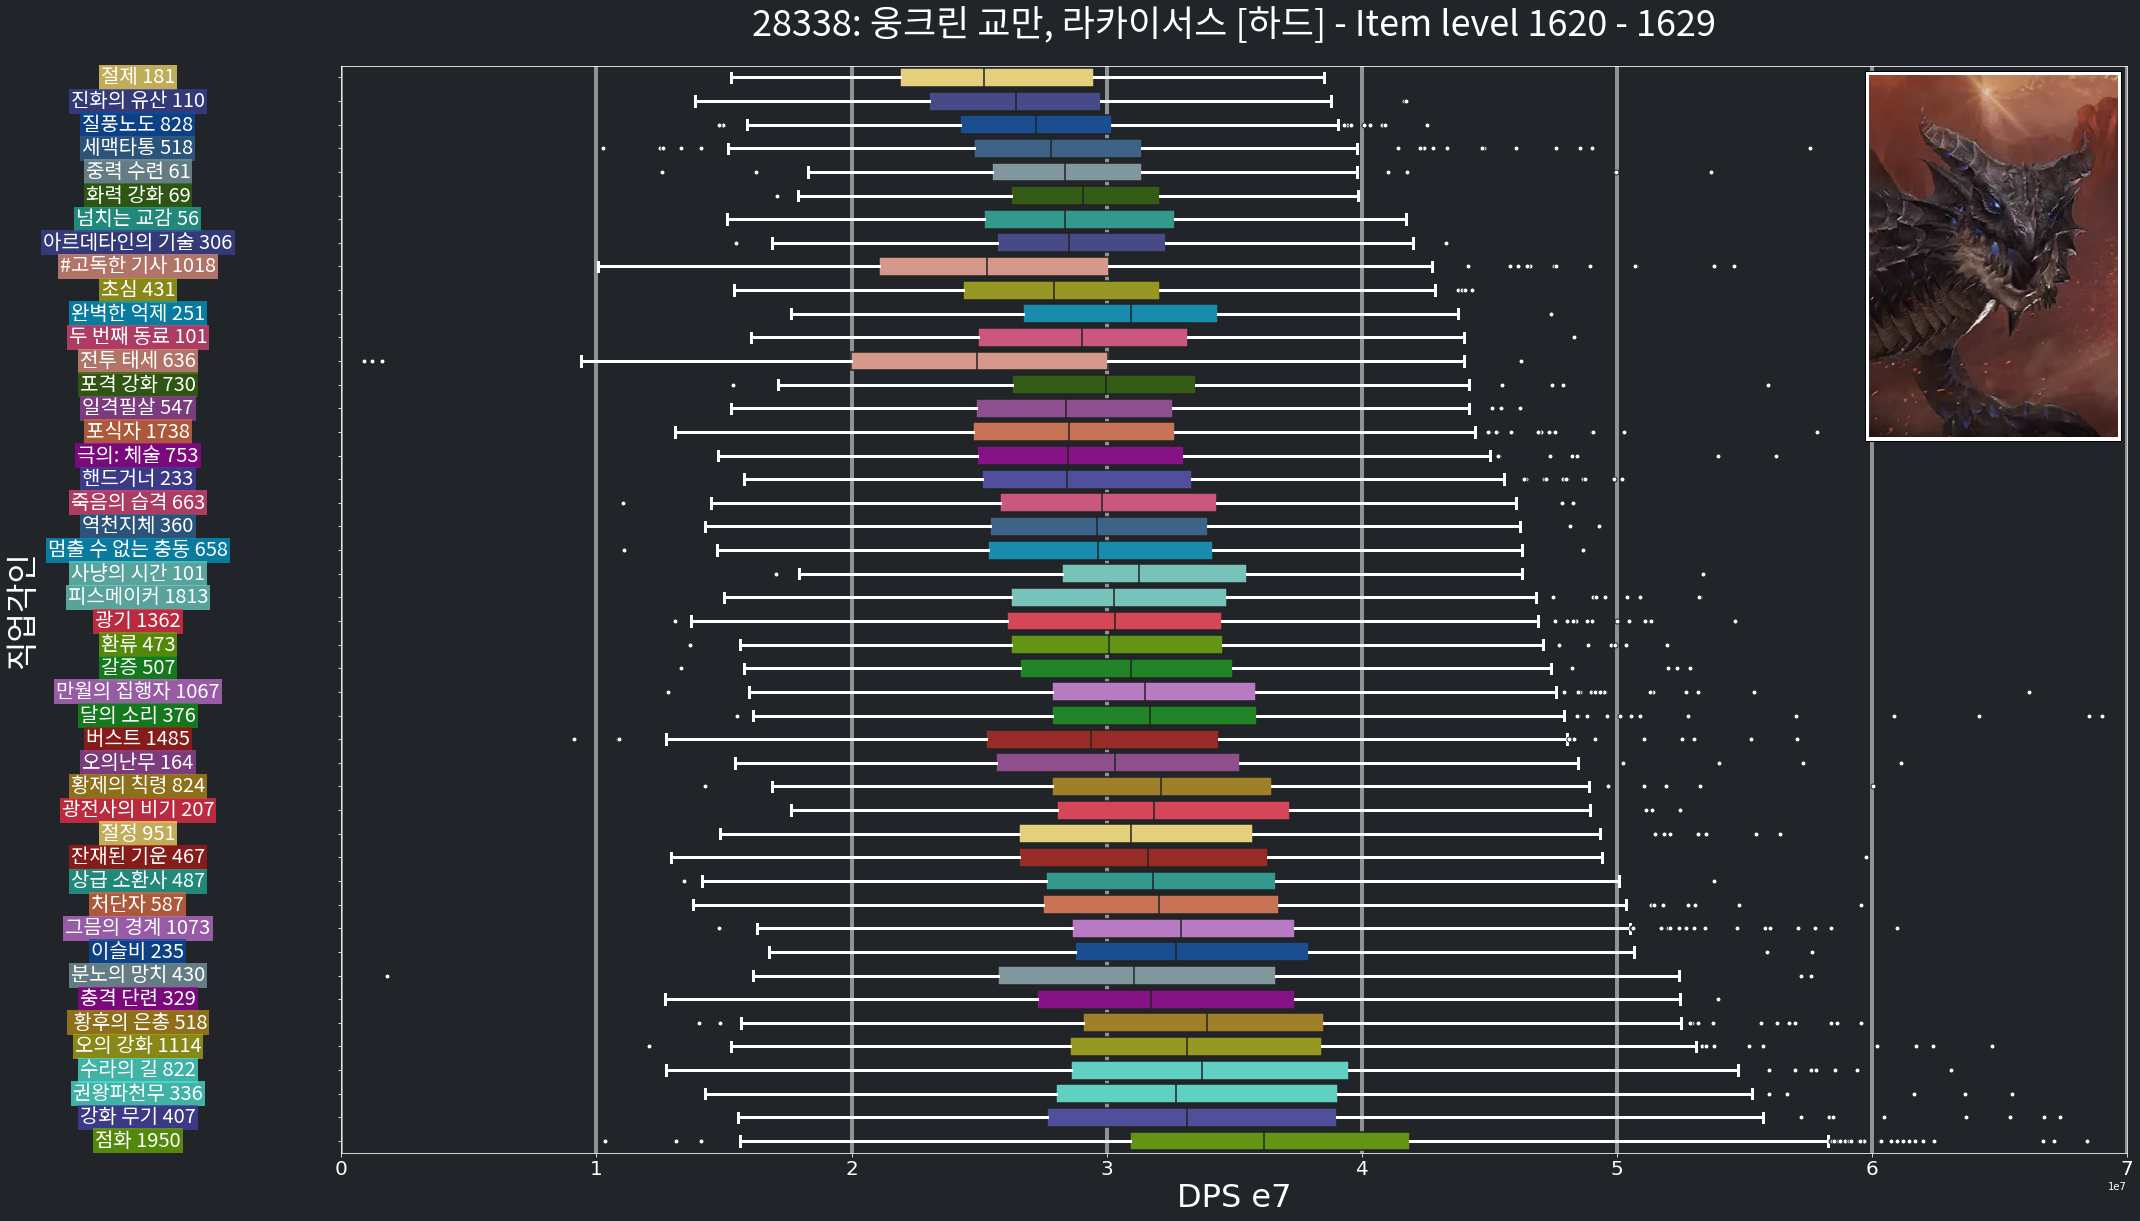 28338: 웅크린 교만, 라카이서스 [하드] - Item level 1620 - 1629
직업각인
절제 181
진화의 유산 110
질풍노도 828
세맥타통 518
중력 수련 61
화력 강화 69
넘치는 교감 56
아르데타인의 기술 306
#고독한 기사 1018
초심 431
완벽한 억제 251
두 번째 동료 101
전투 태세 636
포격 강화 730
일격필살 547
포식자 1738
극의: 체술 753
핸드거너 233
죽음의 습격 663
역천지체 360
멈출 수 없는 충동 658
사냥의 시간 101
피스메이커 1813
광기 1362
환류 473
갈증 507
만월의 집행자 1067
달의 소리 376
버스트 1485
오의난무 164
황제의 칙령 824
광전사의 비기 207
절정 951
잔재된 기운 467
상급 소환사 487
처단자 587
그믐의 경계 1073
이슬비 235
분노의 망치 430
충격 단련 329
황후의 은총 518
오의 강화 1114
수라의 길 822
권왕파천무 336
강화 무기 407
점화 1950
0 1 2 3 4 5 6 7
1e7
DPS e7